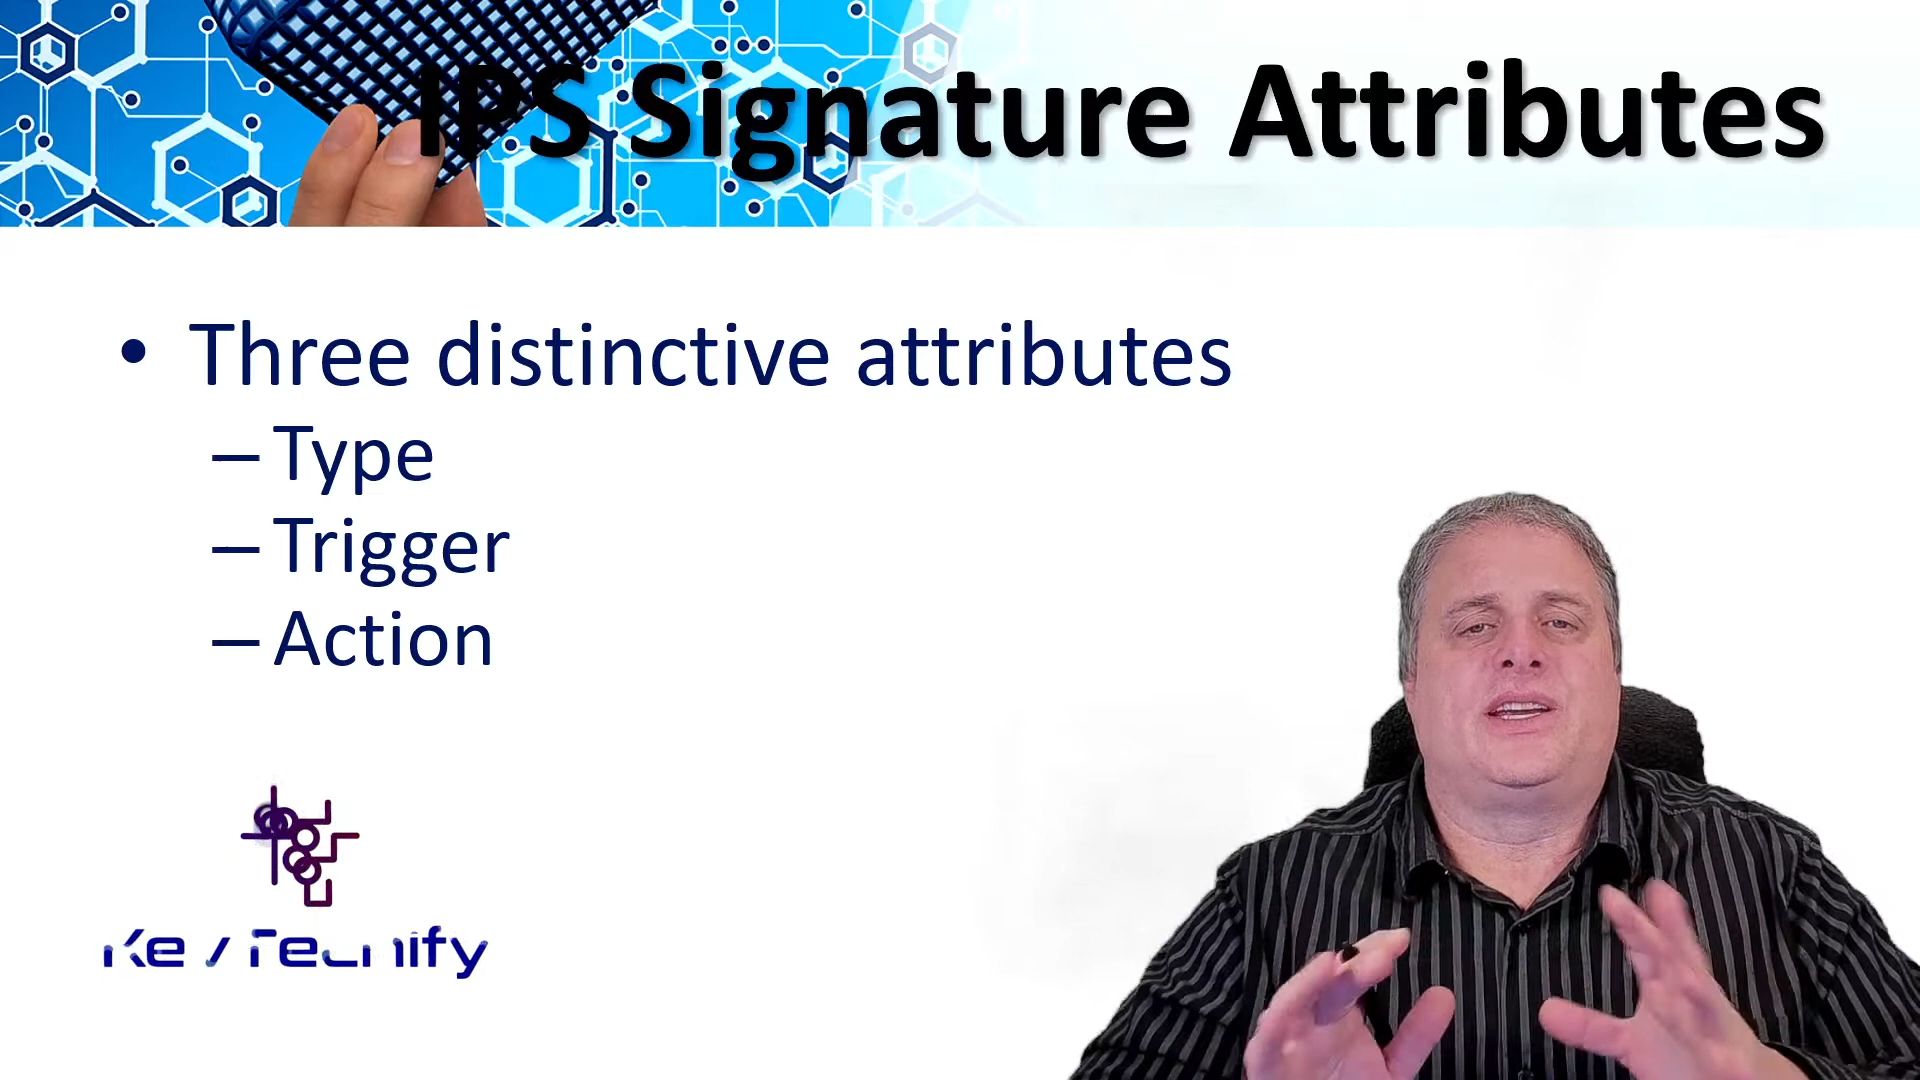 IPS Signature Attributes
• Three distinctive attributes
– Type
– Trigger
– Action